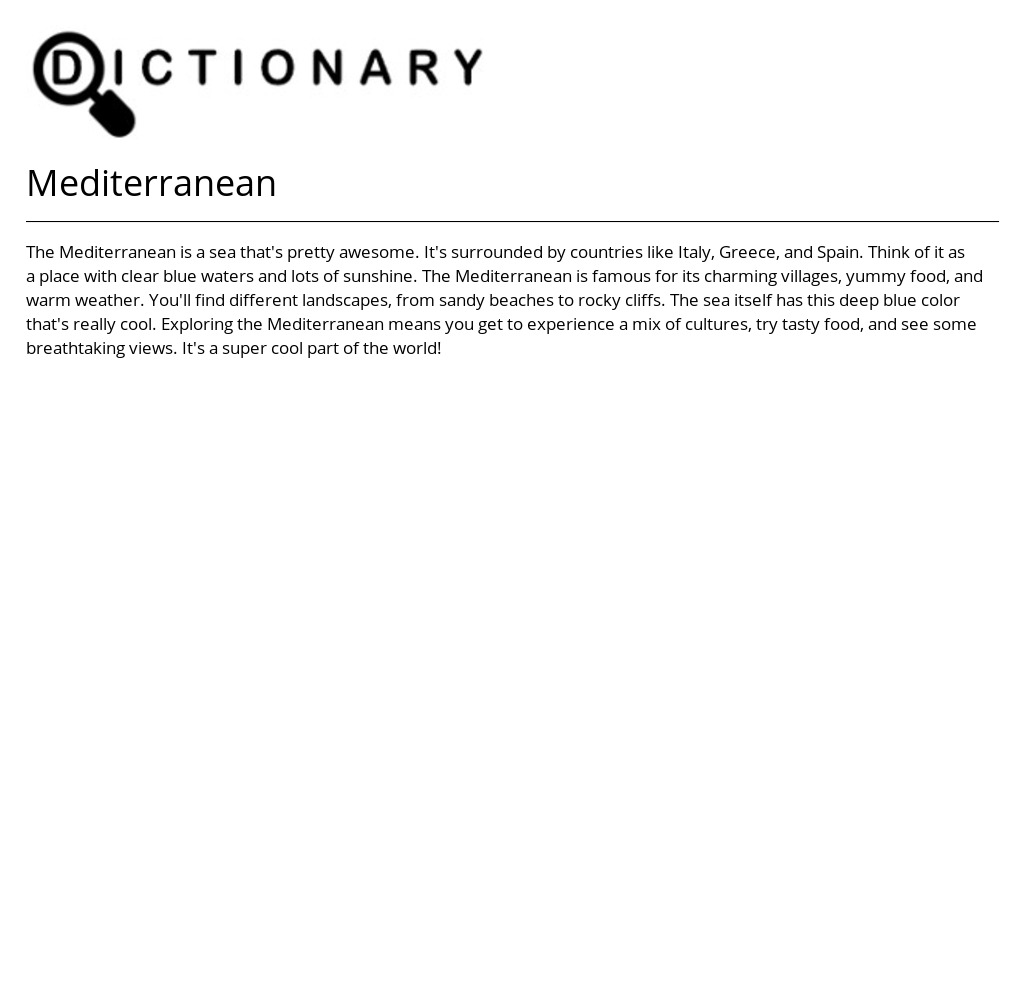 DICTIONARY
Mediterranean
The Mediterranean is a sea that's pretty awesome. It's surrounded by countries like Italy, Greece, and Spain. Think of it as
a place with clear blue waters and lots of sunshine. The Mediterranean is famous for its charming villages, yummy food, and
warm weather. You'll find different landscapes, from sandy beaches to rocky cliffs. The sea itself has this deep blue color
that's really cool. Exploring the Mediterranean means you get to experience a mix of cultures, try tasty food, and see some
breathtaking views. It's a super cool part of the world!